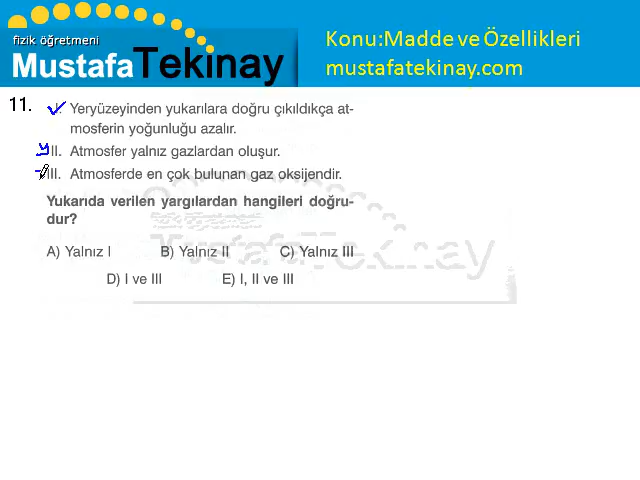 fizik öğretmeni
MustafaTekinay
Konu:Madde ve Özellikleri
mustafatekinay.com
11. I. Yeryüzeyinden yukarılara doğru çıkıldıkça at-
mosferin yoğunluğu azalır.
II. Atmosfer yalnız gazlardan oluşur.
III. Atmosferde en çok bulunan gaz oksijendir.
Yukarıda verilen yargılardan hangileri doğru-
dur?
A) Yalnız I B) Yalnız II C) Yalnız III
D) I ve III E) I, II ve III
MustafaTekinay